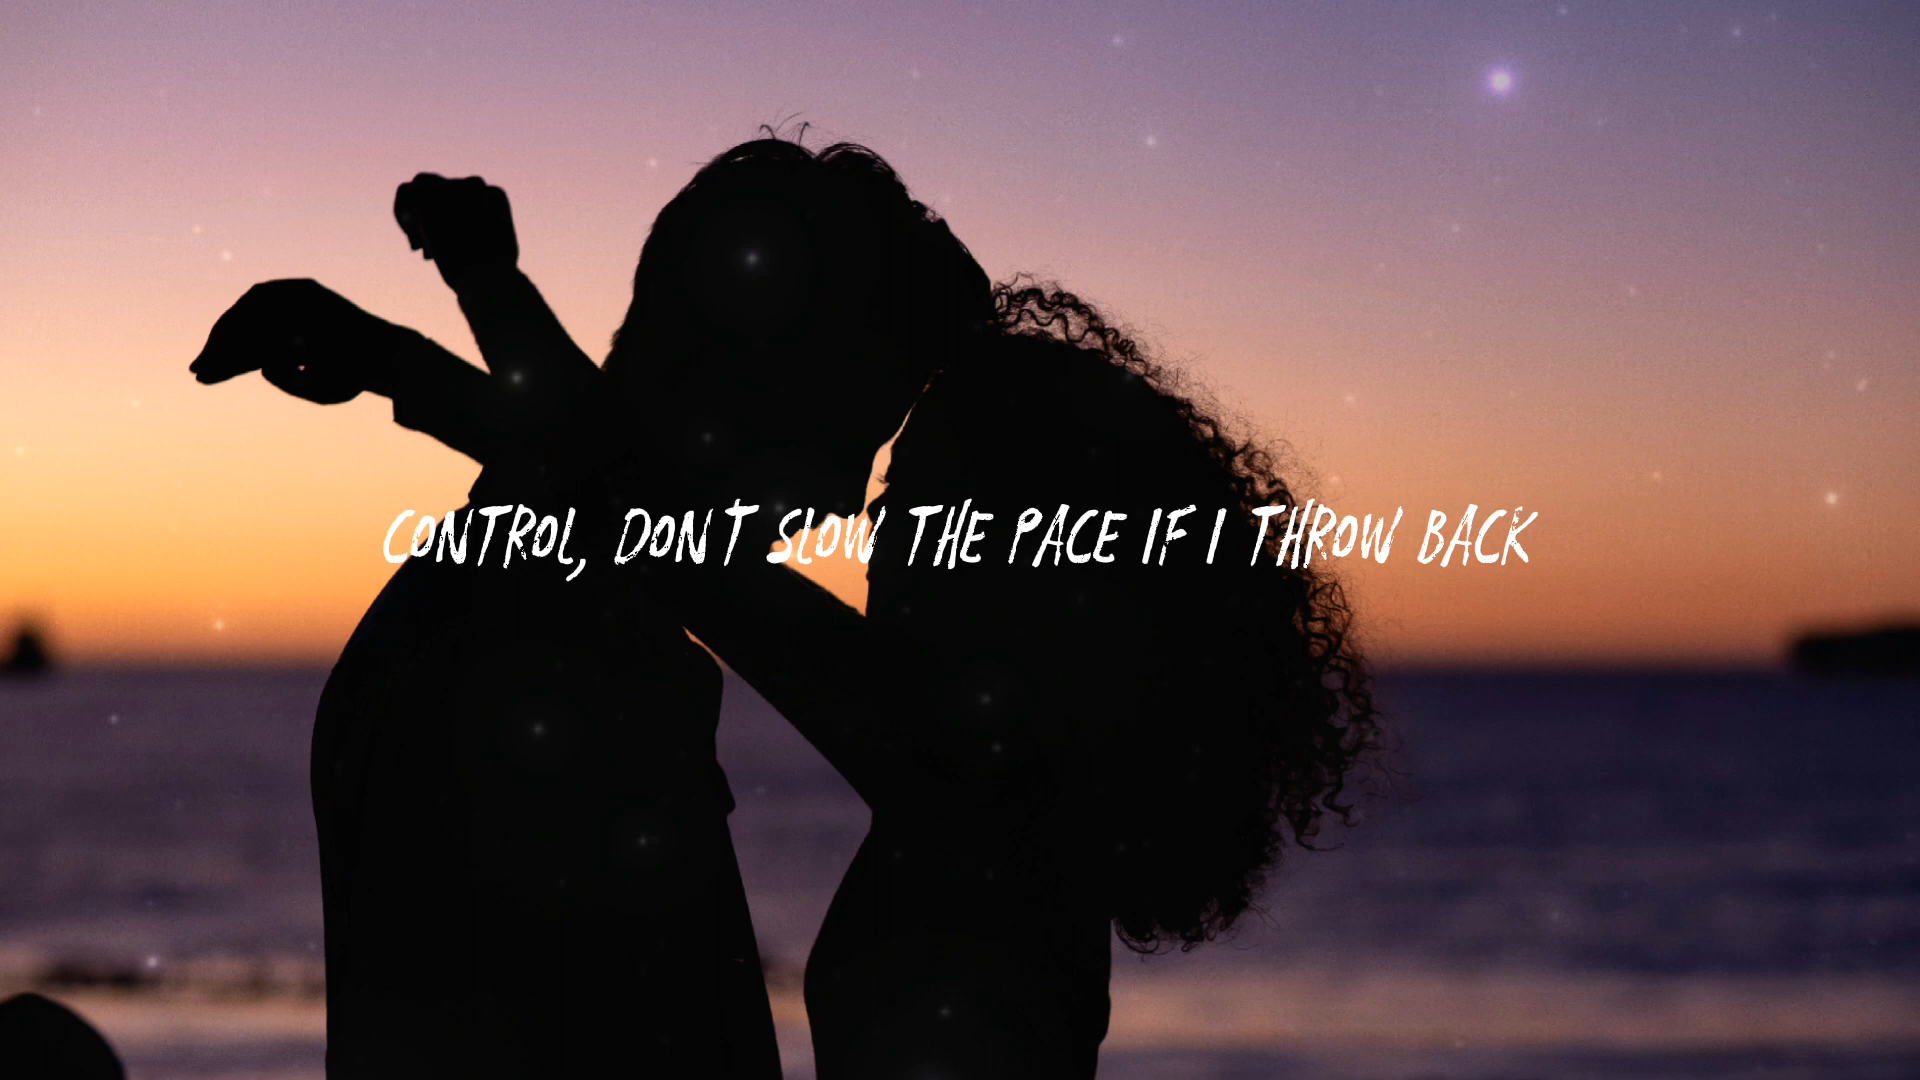 CONTROL, DON'T SLOW THE PACE IF I THROW BACK